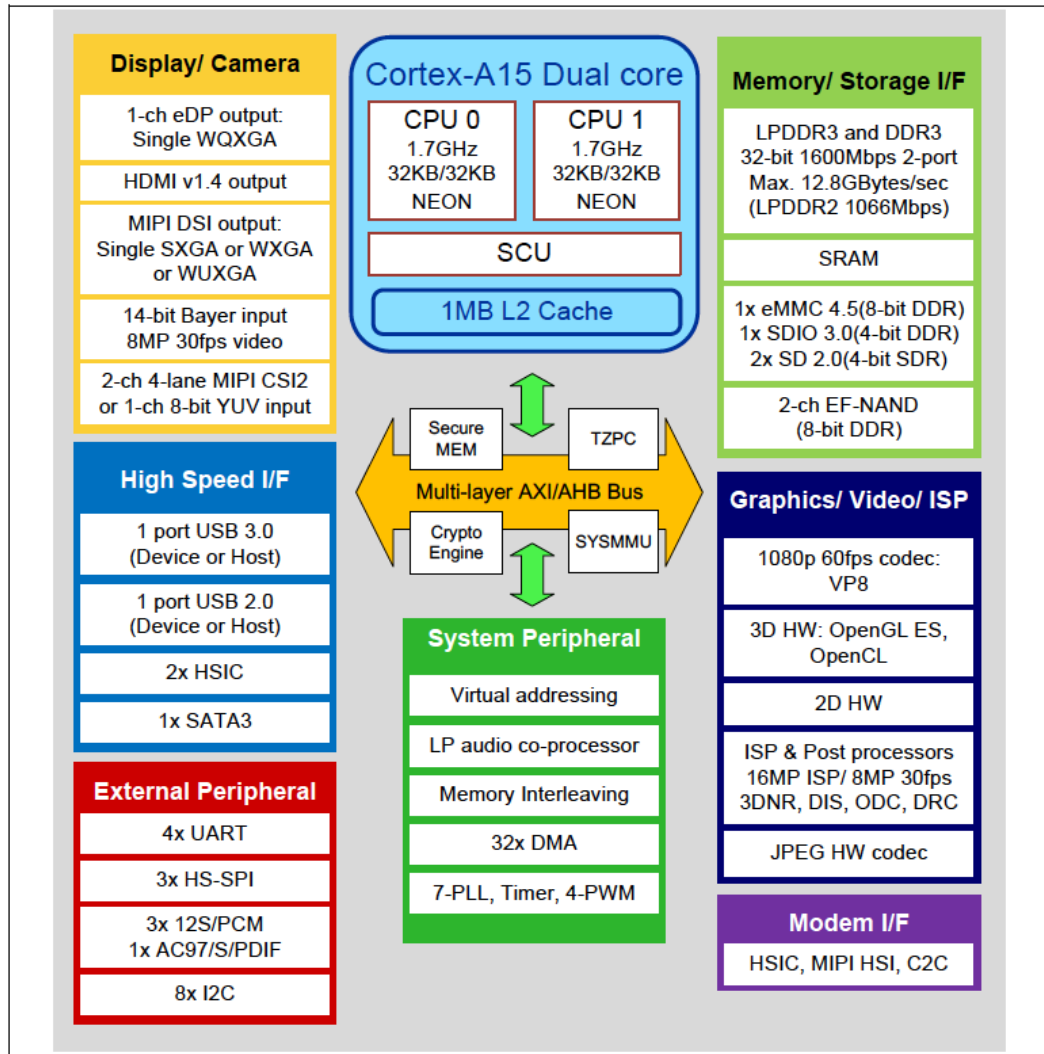 Display/ Camera
1-ch eDP output:
Single WQXGA
HDMI v1.4 output
MIPI DSI output:
Single SXGA or WXGA
or WUXGA
14-bit Bayer input
8MP 30fps video
2-ch 4-lane MIPI CSI2
or 1-ch 8-bit YUV input
High Speed I/F
1 port USB 3.0
(Device or Host)
1 port USB 2.0
(Device or Host)
2x HSIC
1x SATA3
External Peripheral
4x UART
3x HS-SPI
3x 12S/PCM
1x AC97/S/PDIF
8x I2C
Cortex-A15 Dual core
CPU 0
1.7GHz
32KB/32KB
NEON
CPU 1
1.7GHz
32KB/32KB
NEON
SCU
1MB L2 Cache
Secure
MEM
TZPC
Multi-layer AXI/AHB Bus
Crypto
Engine
SYSMMU
System Peripheral
Virtual addressing
LP audio co-processor
Memory Interleaving
32x DMA
7-PLL, Timer, 4-PWM
Memory/ Storage I/F
LPDDR3 and DDR3
32-bit 1600Mbps 2-port
Max. 12.8GBytes/sec
(LPDDR2 1066Mbps)
SRAM
1x eMMC 4.5(8-bit DDR)
1x SDIO 3.0(4-bit DDR)
2x SD 2.0(4-bit SDR)
2-ch EF-NAND
(8-bit DDR)
Graphics/ Video/ ISP
1080p 60fps codec:
VP8
3D HW: OpenGL ES,
OpenCL
2D HW
ISP & Post processors
16MP ISP/ 8MP 30fps
3DNR, DIS, ODC, DRC
JPEG HW codec
Modem I/F
HSIC, MIPI HSI, C2C